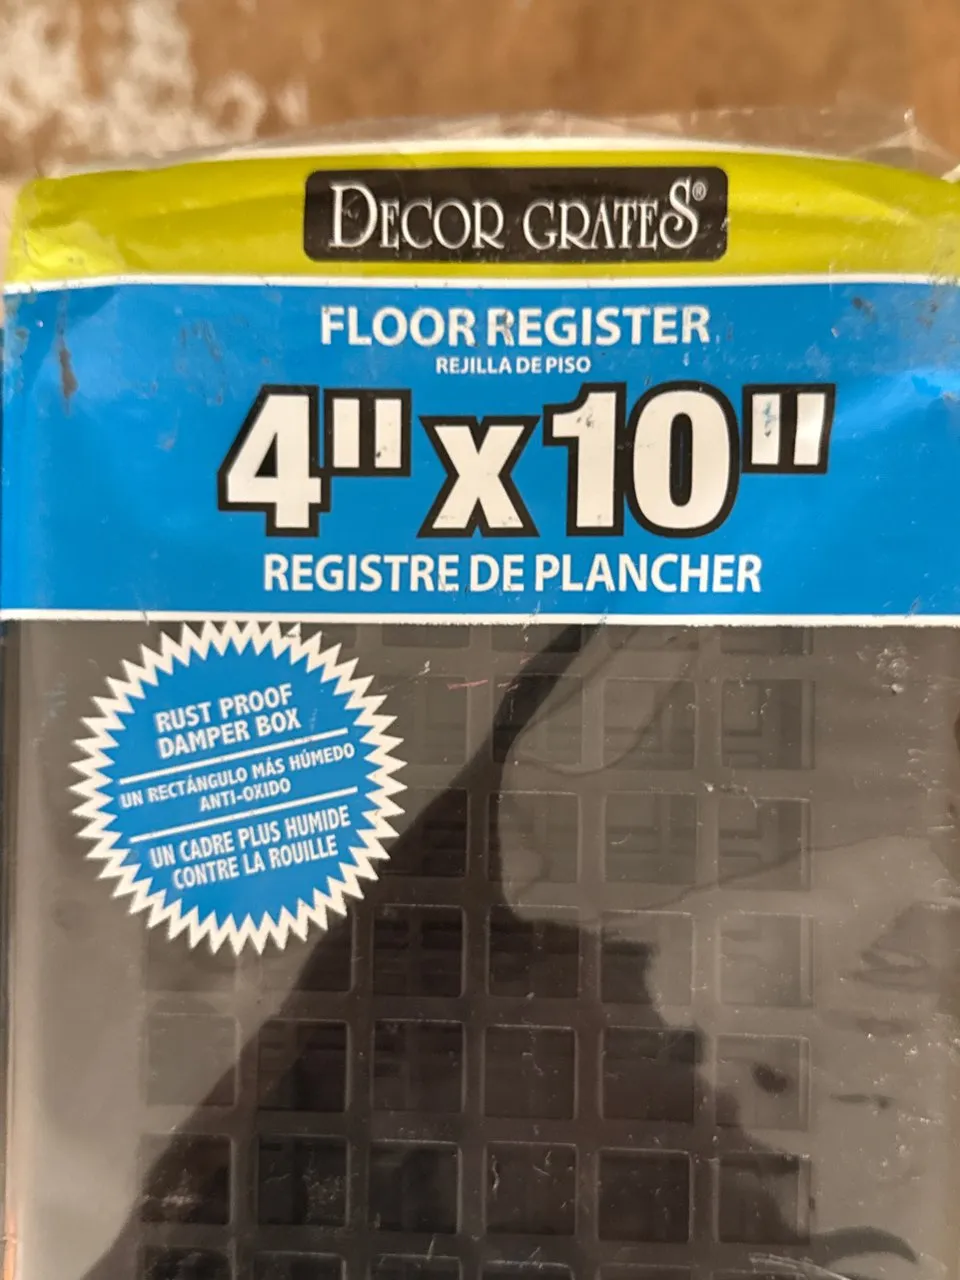 DECOR GRATES®
FLOOR REGISTER
REJILLA DE PISO
4" x 10"
REGISTRE DE PLANCHER
RUST PROOF
DAMPER BOX
UN RECTÁNGULO MÁS HÚMEDO
ANTI-OXIDO
UN CADRE PLUS HUMIDE
CONTRE LA ROUILLE